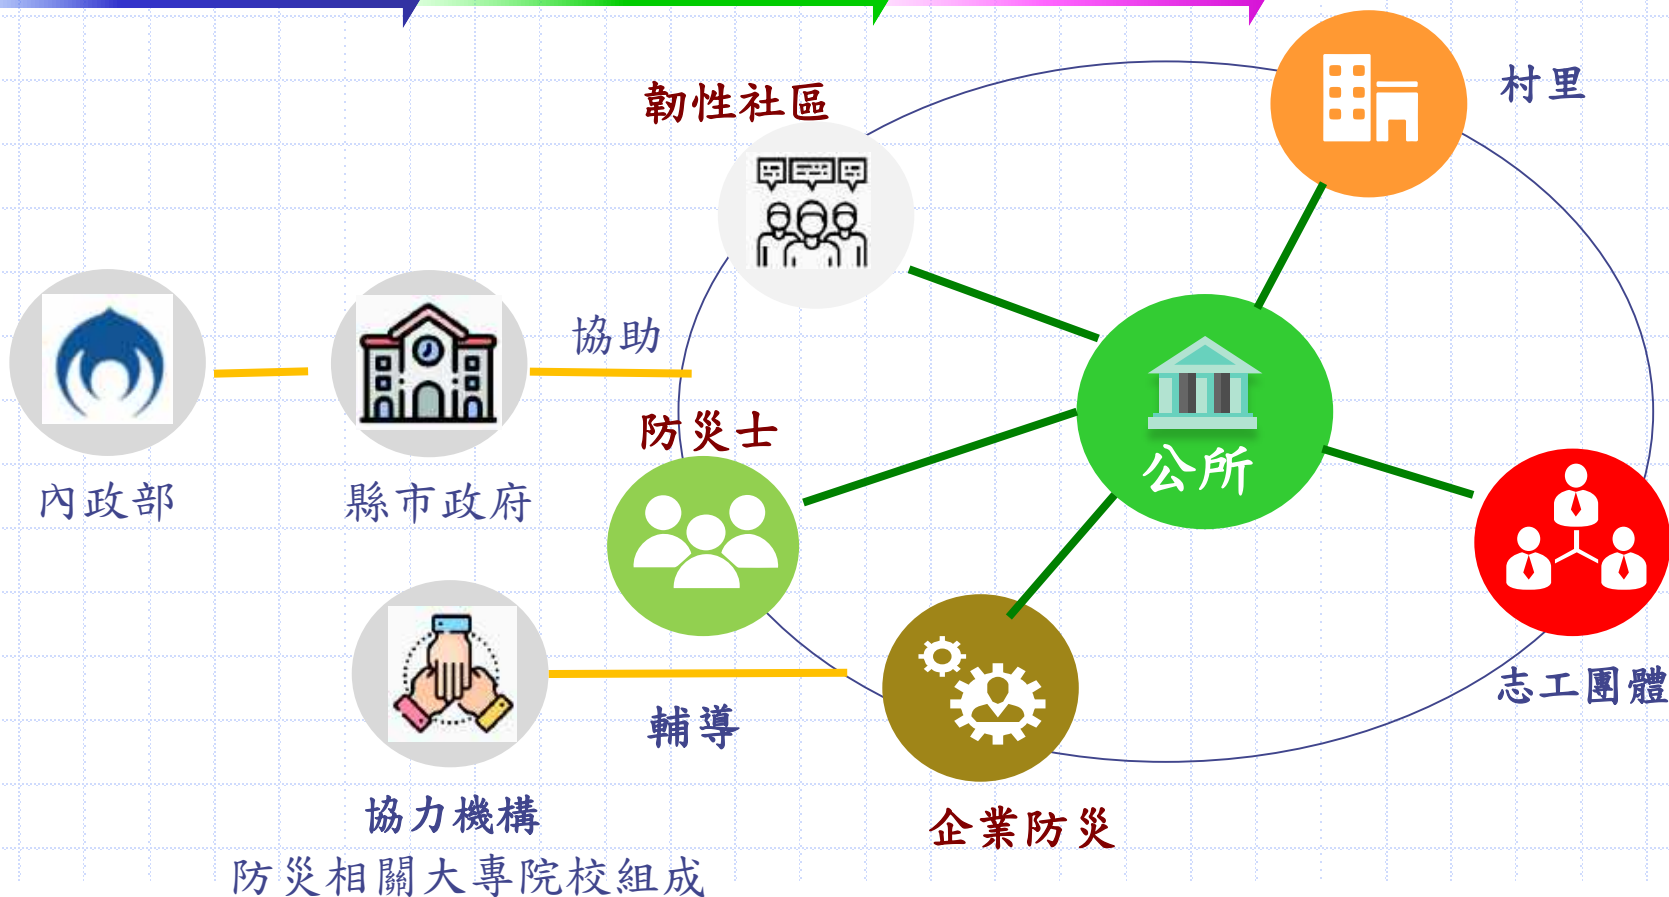 韌性社區
村里
協助
防災士
公所
內政部
縣市政府
輔導
志工團體
協力機構
防災相關大專院校組成
企業防災